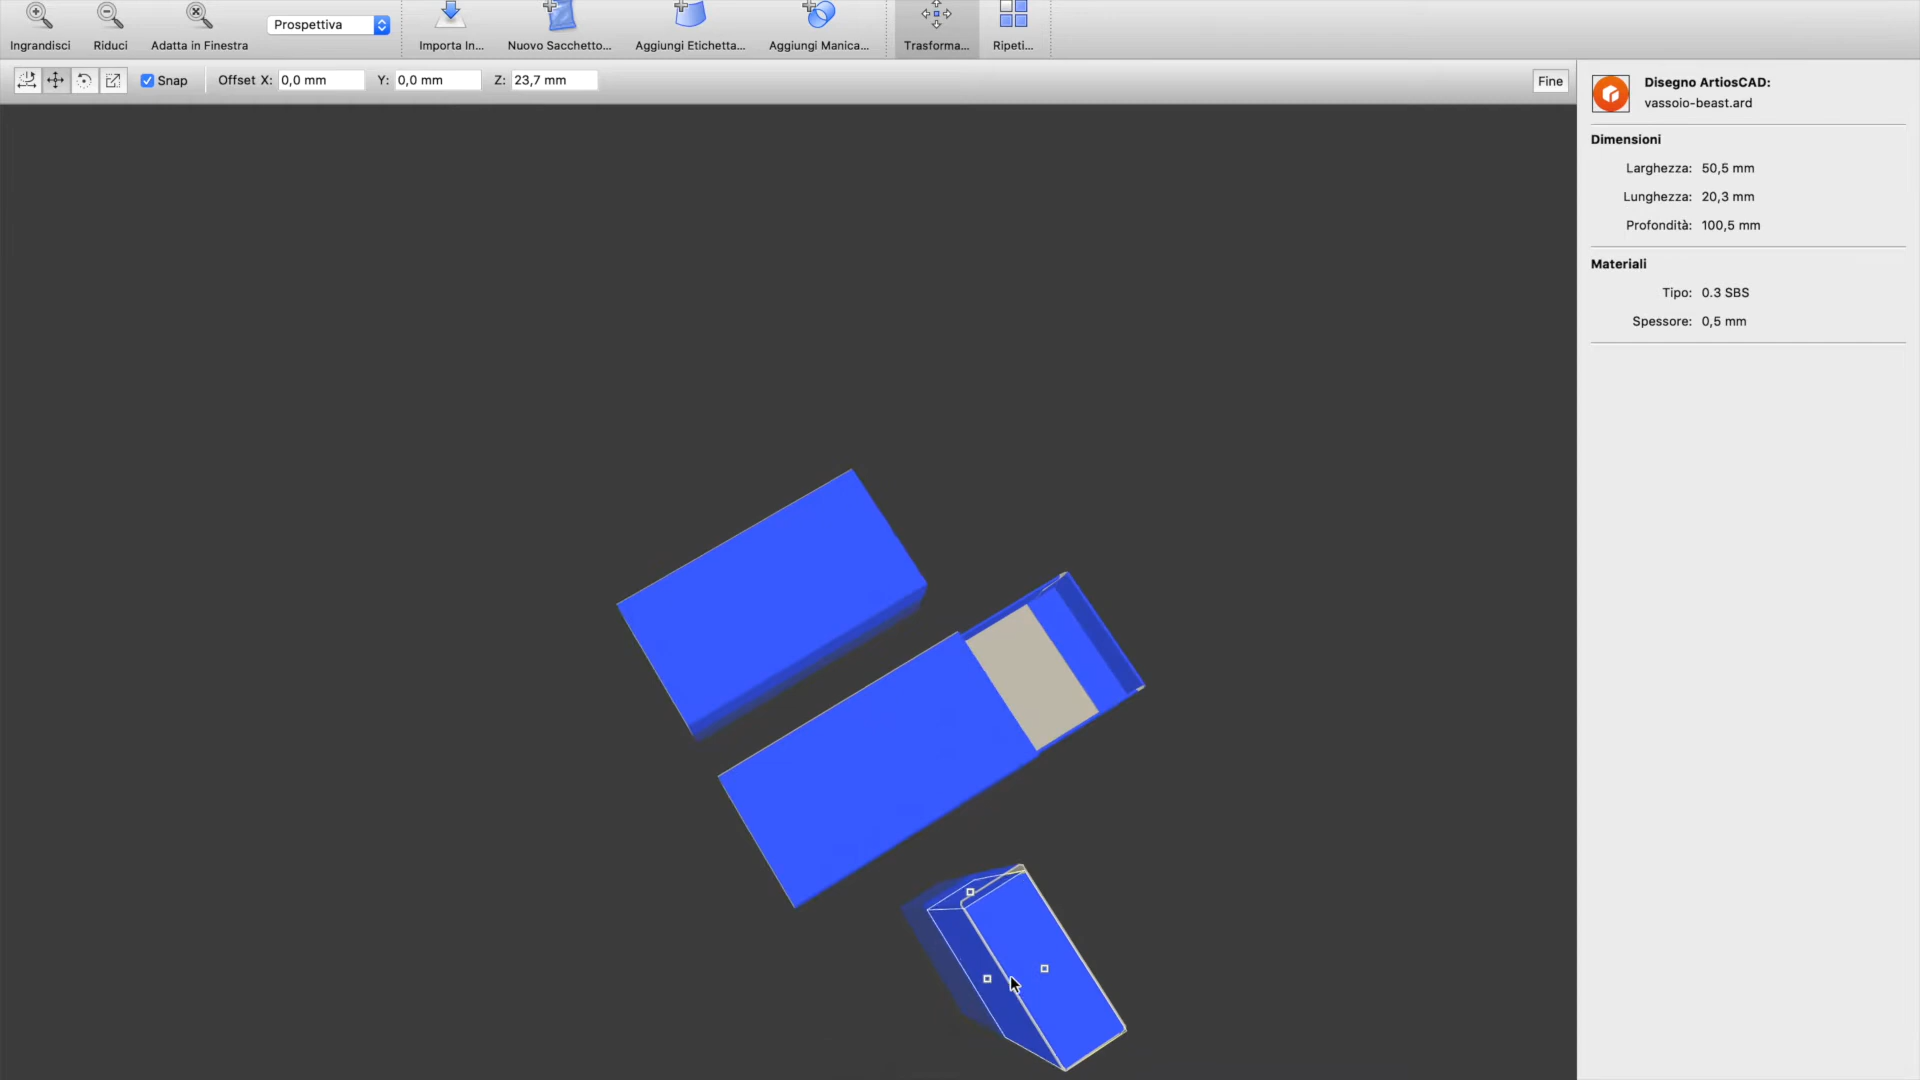 Prospettiva
Ingrandisci Riduci Adatta in Finestra Importa In... Nuovo Sacchetto... Aggiungi Etichetta... Aggiungi Manica... Trasforma... Ripeti...
Snap Offset X: 0,0 mm Y: 0,0 mm Z: 23,7 mm Fine
Disegno ArtiosCAD:
vassoio-beast.ard
Dimensioni
Larghezza: 50,5 mm
Lunghezza: 20,3 mm
Profondità: 100,5 mm
Materiali
Tipo: 0.3 SBS
Spessore: 0,5 mm